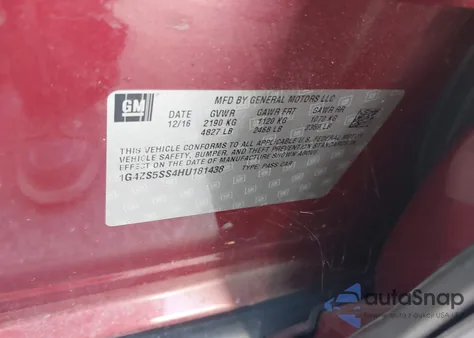 GM
MFD BY GENERAL MOTORS LLC
DATE GVWR GAWR FRT GAWR RR
12/16 2190 KG 1120 KG 1070 KG
4827 LB 2468 LB 2359 LB
THIS VEHICLE CONFORMS TO ALL APPLICABLE U.S. FEDERAL MOTOR
VEHICLE SAFETY, BUMPER, AND THEFT PREVENTION STANDARDS
IN EFFECT ON THE DATE OF MANUFACTURE SHOWN ABOVE.
1G4ZS5SS4HU181438 TYPE: PASS CAR
autoSnap